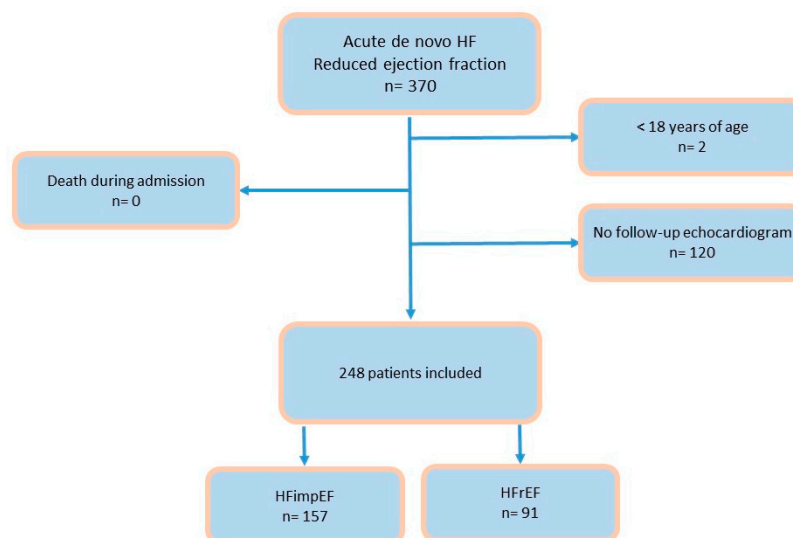 Acute de novo HF
Reduced ejection fraction
n= 370
< 18 years of age
n= 2
Death during admission
n= 0
No follow-up echocardiogram
n= 120
248 patients included
HFimpEF
n= 157
HFrEF
n= 91